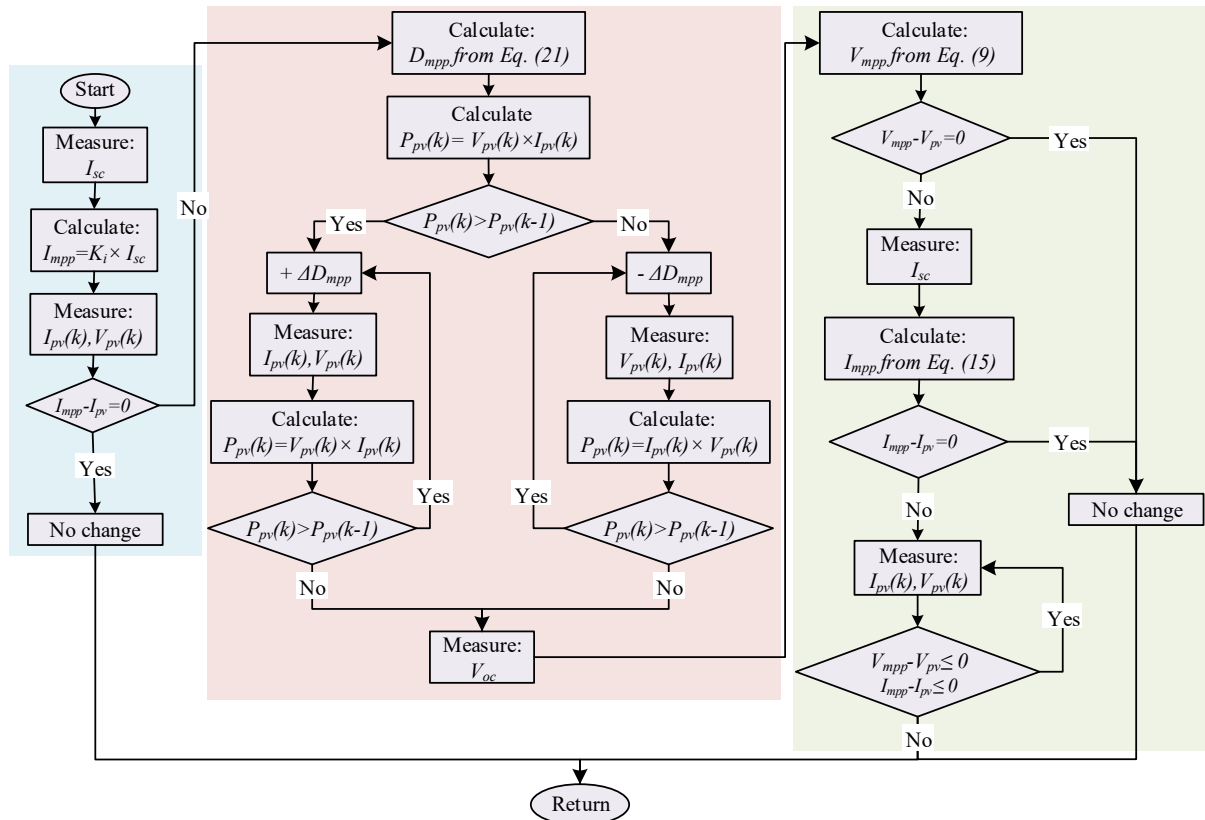 Start
Measure:
I_sc
Calculate:
I_mpp=K_i× I_sc
Measure:
I_pv(k),V_pv(k)
I_mpp-I_pv=0
Yes
No change
No
Calculate:
D_mpp from Eq. (21)
Calculate
P_pv(k)= V_pv(k)×I_pv(k)
P_pv(k)>P_pv(k-1)
Yes
No
+ ΔD_mpp
Measure:
I_pv(k),V_pv(k)
Calculate:
P_pv(k)=V_pv(k)× I_pv(k)
P_pv(k)>P_pv(k-1)
Yes
No
- ΔD_mpp
Measure:
V_pv(k), I_pv(k)
Calculate:
P_pv(k)=I_pv(k)× V_pv(k)
P_pv(k)>P_pv(k-1)
Yes
No
Measure:
V_oc
Calculate:
V_mpp from Eq. (9)
V_mpp-V_pv=0
Yes
No
Measure:
I_sc
Calculate:
I_mpp from Eq. (15)
I_mpp-I_pv=0
Yes
No
No change
Measure:
I_pv(k),V_pv(k)
Yes
V_mpp-V_pv≤ 0
I_mpp-I_pv≤ 0
No
Return